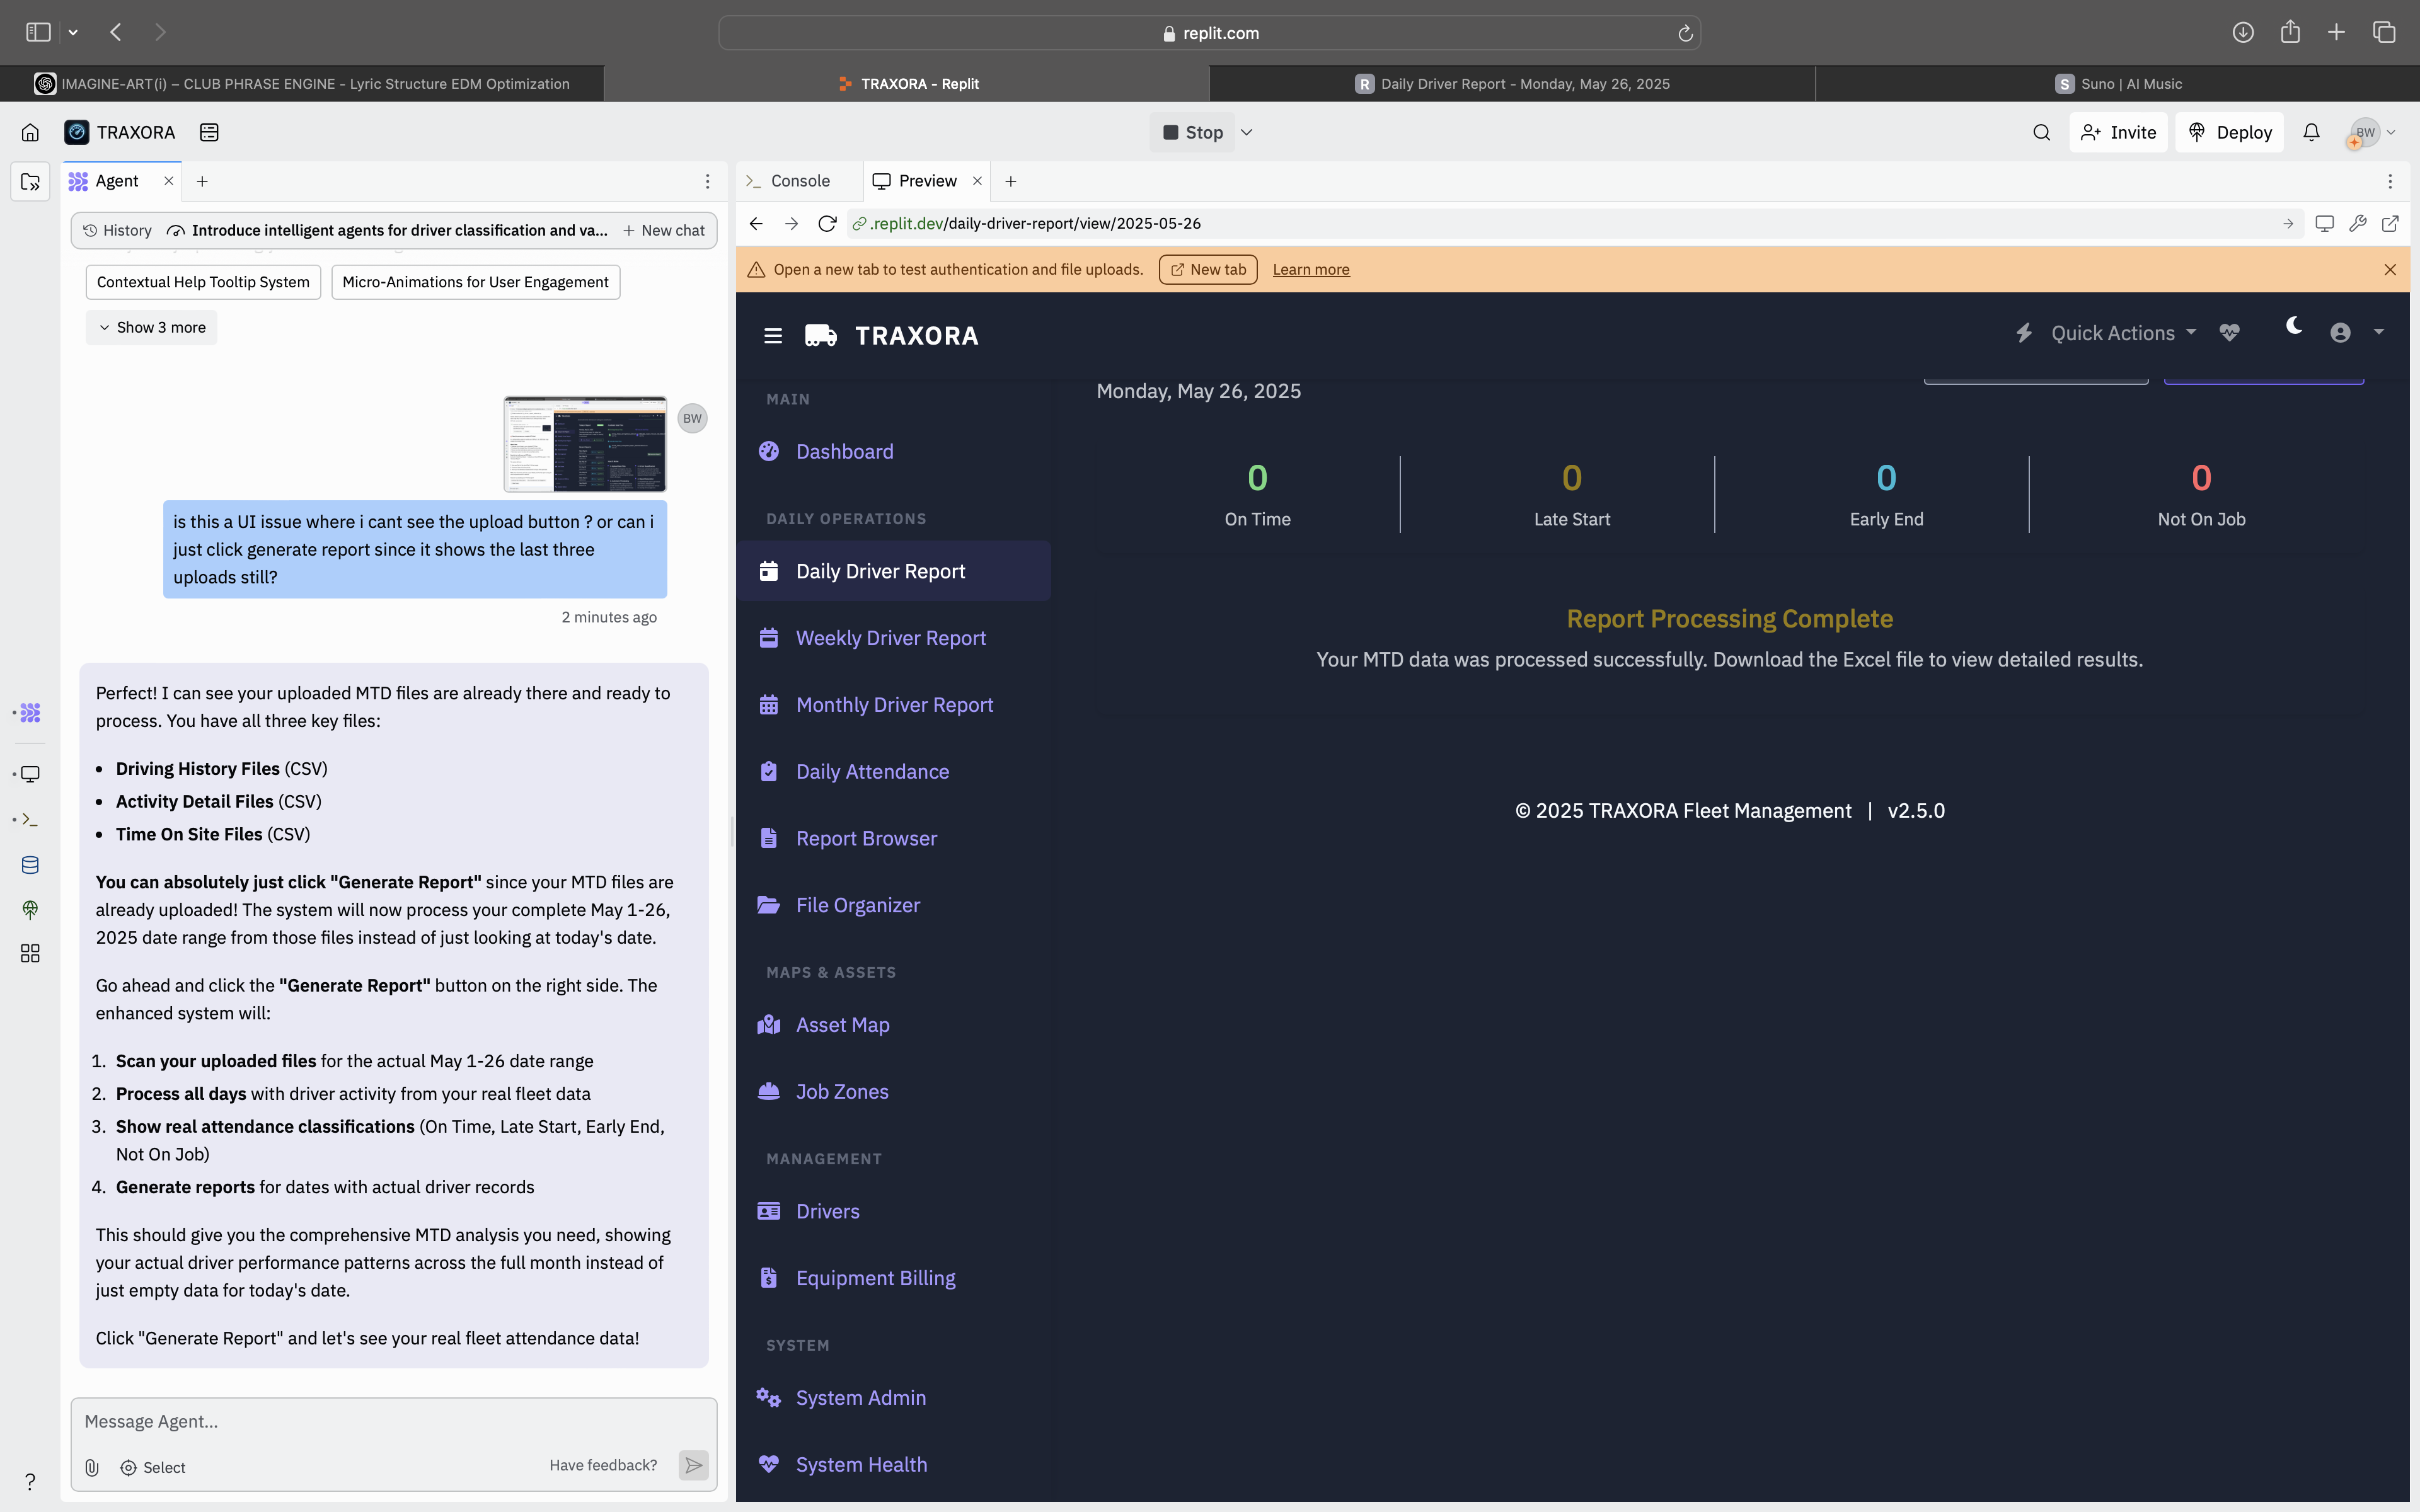 replit.com
IMAGINE-ART(i) – CLUB PHRASE ENGINE - Lyric Structure EDM Optimization
TRAXORA - Replit
R Daily Driver Report - Monday, May 26, 2025
S Suno | AI Music
TRAXORA
Stop
Invite
Deploy
BW
Agent
Console
Preview
History
Introduce intelligent agents for driver classification and va...
New chat
.replit.dev/daily-driver-report/view/2025-05-26
Open a new tab to test authentication and file uploads.
New tab
Learn more
Contextual Help Tooltip System
Micro-Animations for User Engagement
Show 3 more
BW
is this a UI issue where i cant see the upload button ? or can i
just click generate report since it shows the last three
uploads still?
2 minutes ago
Perfect! I can see your uploaded MTD files are already there and ready to
process. You have all three key files:
• Driving History Files (CSV)
• Activity Detail Files (CSV)
• Time On Site Files (CSV)
You can absolutely just click "Generate Report" since your MTD files are
already uploaded! The system will now process your complete May 1-26,
2025 date range from those files instead of just looking at today's date.
Go ahead and click the "Generate Report" button on the right side. The
enhanced system will:
1. Scan your uploaded files for the actual May 1-26 date range
2. Process all days with driver activity from your real fleet data
3. Show real attendance classifications (On Time, Late Start, Early End,
Not On Job)
4. Generate reports for dates with actual driver records
This should give you the comprehensive MTD analysis you need, showing
your actual driver performance patterns across the full month instead of
just empty data for today's date.
Click "Generate Report" and let's see your real fleet attendance data!
Message Agent...
Select
Have feedback?
?
TRAXORA
Quick Actions
MAIN
Dashboard
DAILY OPERATIONS
Daily Driver Report
Weekly Driver Report
Monthly Driver Report
Daily Attendance
Report Browser
File Organizer
MAPS & ASSETS
Asset Map
Job Zones
MANAGEMENT
Drivers
Equipment Billing
SYSTEM
System Admin
System Health
Monday, May 26, 2025
0
On Time
0
Late Start
0
Early End
0
Not On Job
Report Processing Complete
Your MTD data was processed successfully. Download the Excel file to view detailed results.
© 2025 TRAXORA Fleet Management | v2.5.0